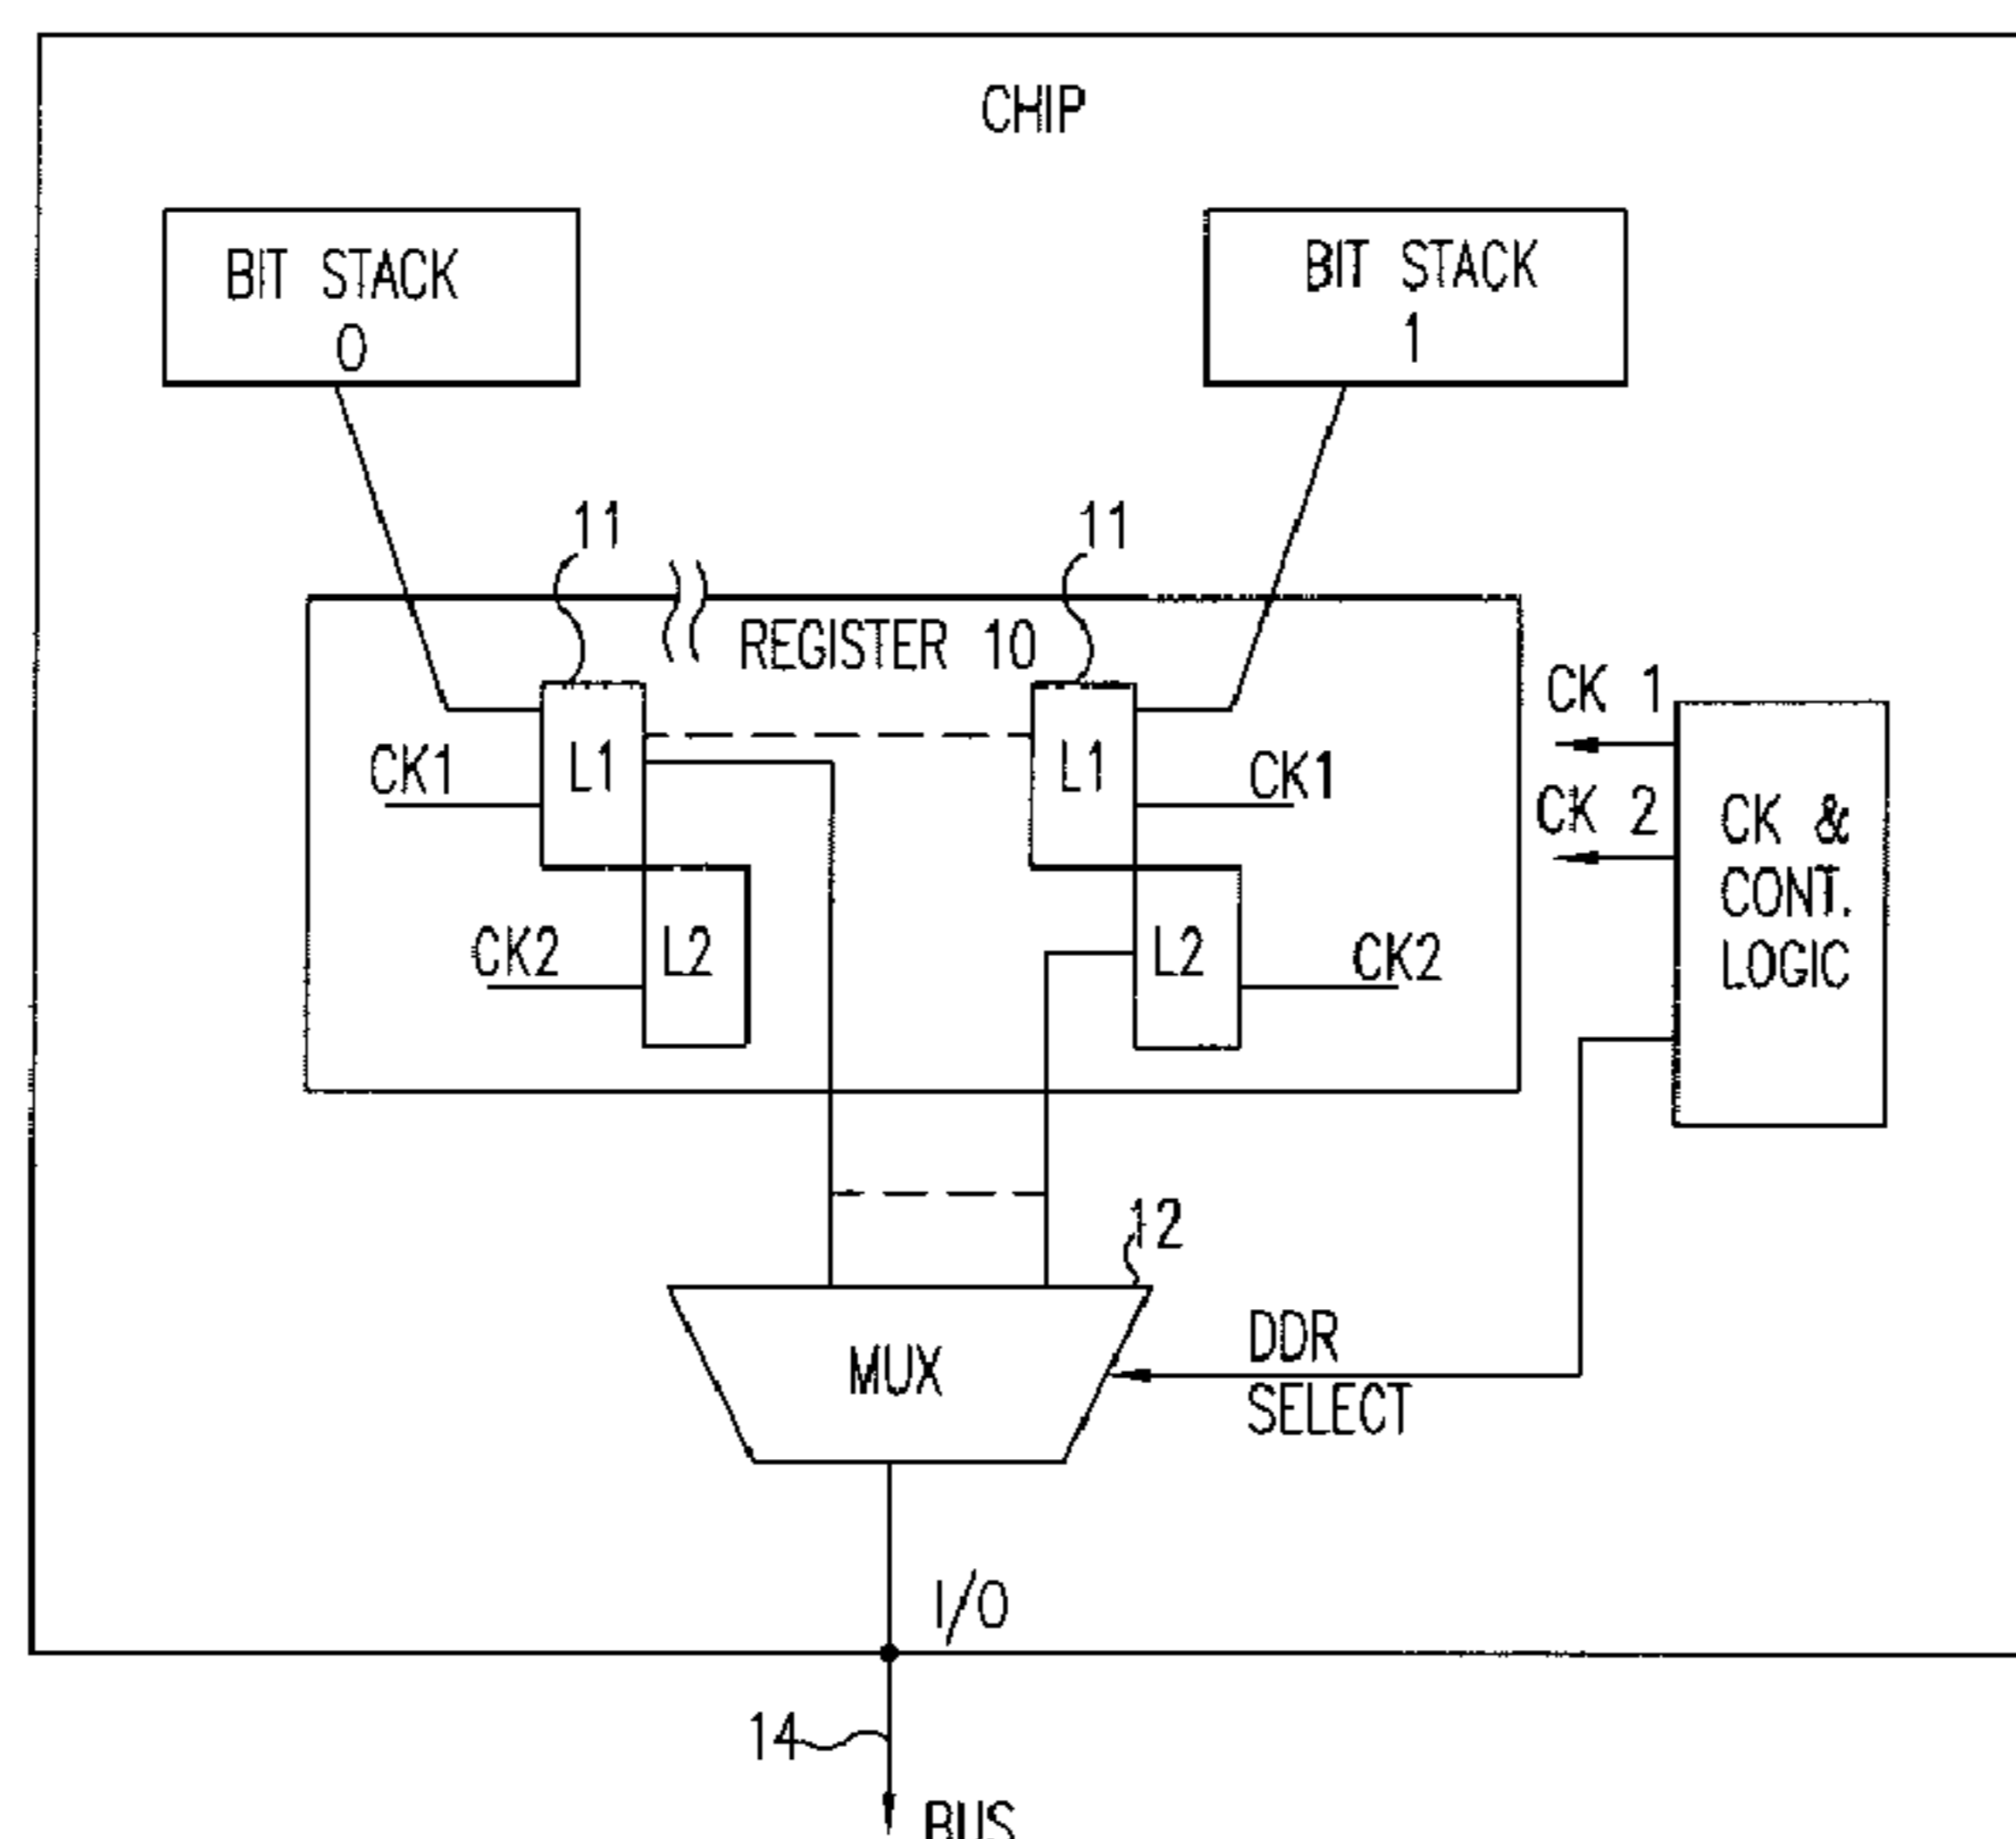 CHIP
BIT STACK
0
BIT STACK
1
11
11
REGISTER 10
CK 1
CK1
L1
L1
CK1
CK 2
CK &
CONT.
LOGIC
CK2
L2
L2
CK2
12
MUX
DDR
SELECT
I/O
14
BUS